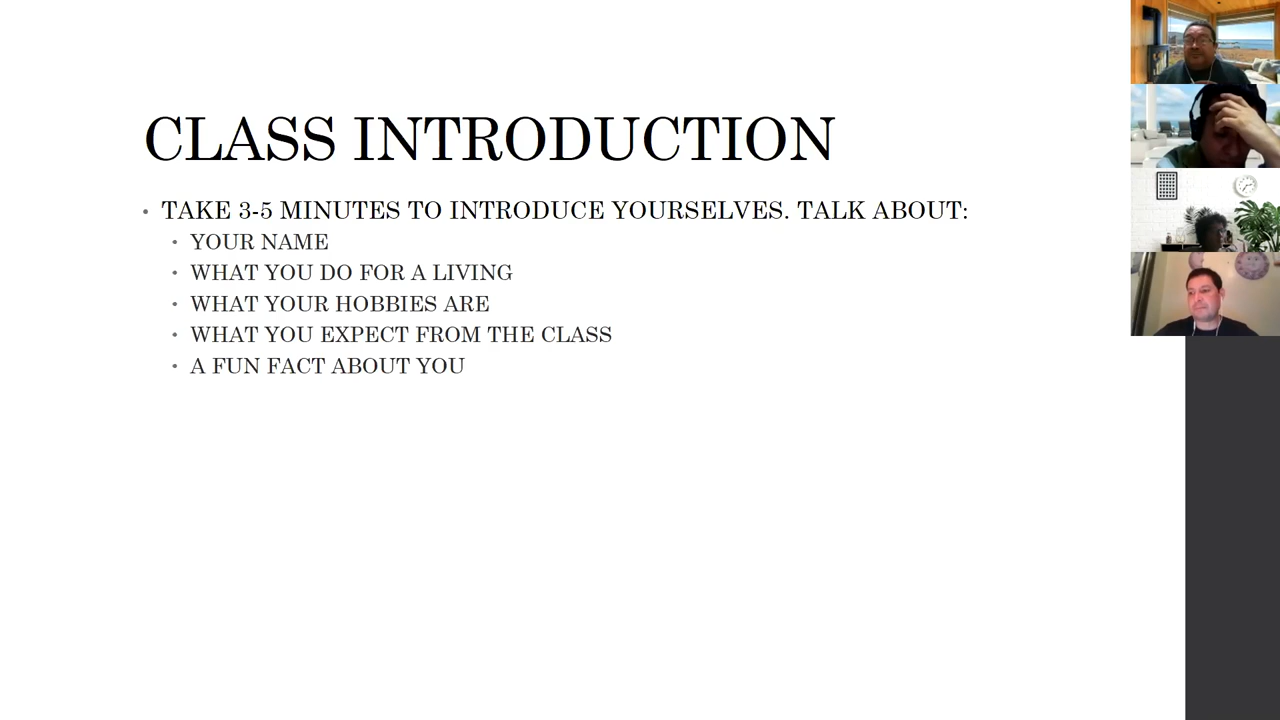 CLASS INTRODUCTION
• TAKE 3-5 MINUTES TO INTRODUCE YOURSELVES. TALK ABOUT:
• YOUR NAME
• WHAT YOU DO FOR A LIVING
• WHAT YOUR HOBBIES ARE
• WHAT YOU EXPECT FROM THE CLASS
• A FUN FACT ABOUT YOU